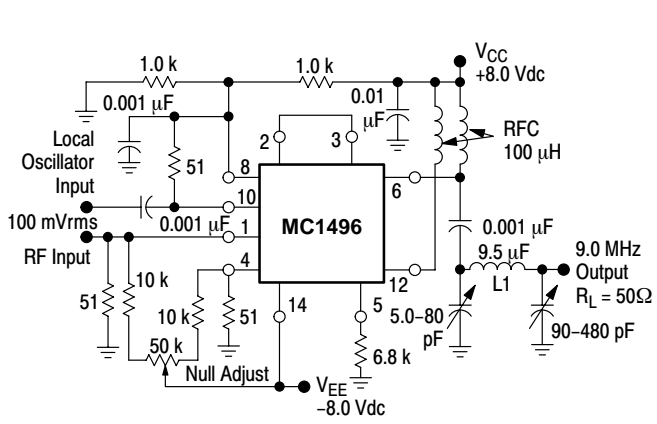 1.0 k
1.0 k
VCC
+8.0 Vdc
0.001 μF
0.01
μF
RFC
100 μH
Local
Oscillator
Input
51
2
3
8
6
10
MC1496
100 mVrms
0.001 μF
1
0.001 μF
RF Input
4
12
9.5 μF
L1
9.0 MHz
Output
RL = 50Ω
51
10 k
10 k
51
14
5
5.0–80
pF
90–480 pF
50 k
6.8 k
Null Adjust
VEE
–8.0 Vdc